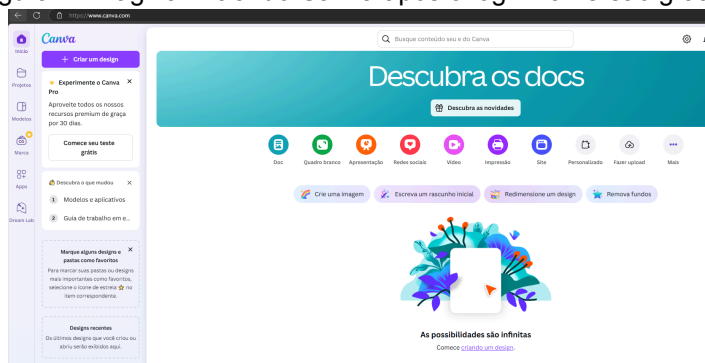 https://www.canva.com
Início
Projetos
Modelos
Marca
Apps
Dream Lab
Canva
+ Criar um design
Experimente o Canva
Pro
Aproveite todos os nossos
recursos premium de graça
por 30 dias.
Comece seu teste
grátis
Descubra o que mudou
1 Modelos e aplicativos
2 Guia de trabalho em e...
Marque alguns designs e
pastas como favoritos
Para marcar suas pastas ou designs
mais importantes como favoritos,
selecione o ícone de estrela no
item correspondente.
Designs recentes
Os últimos designs que você criou ou
abriu serão exibidos aqui.
Busque conteúdo seu e do Canva
Descubra os docs
Descubra as novidades
Doc
Quadro branco
Apresentação
Redes sociais
Vídeo
Impressão
Site
Personalizado
Fazer upload
Mais
Crie uma imagem
Escreva um rascunho inicial
Redimensione um design
Remova fundos
As possibilidades são infinitas
Comece criando um design.